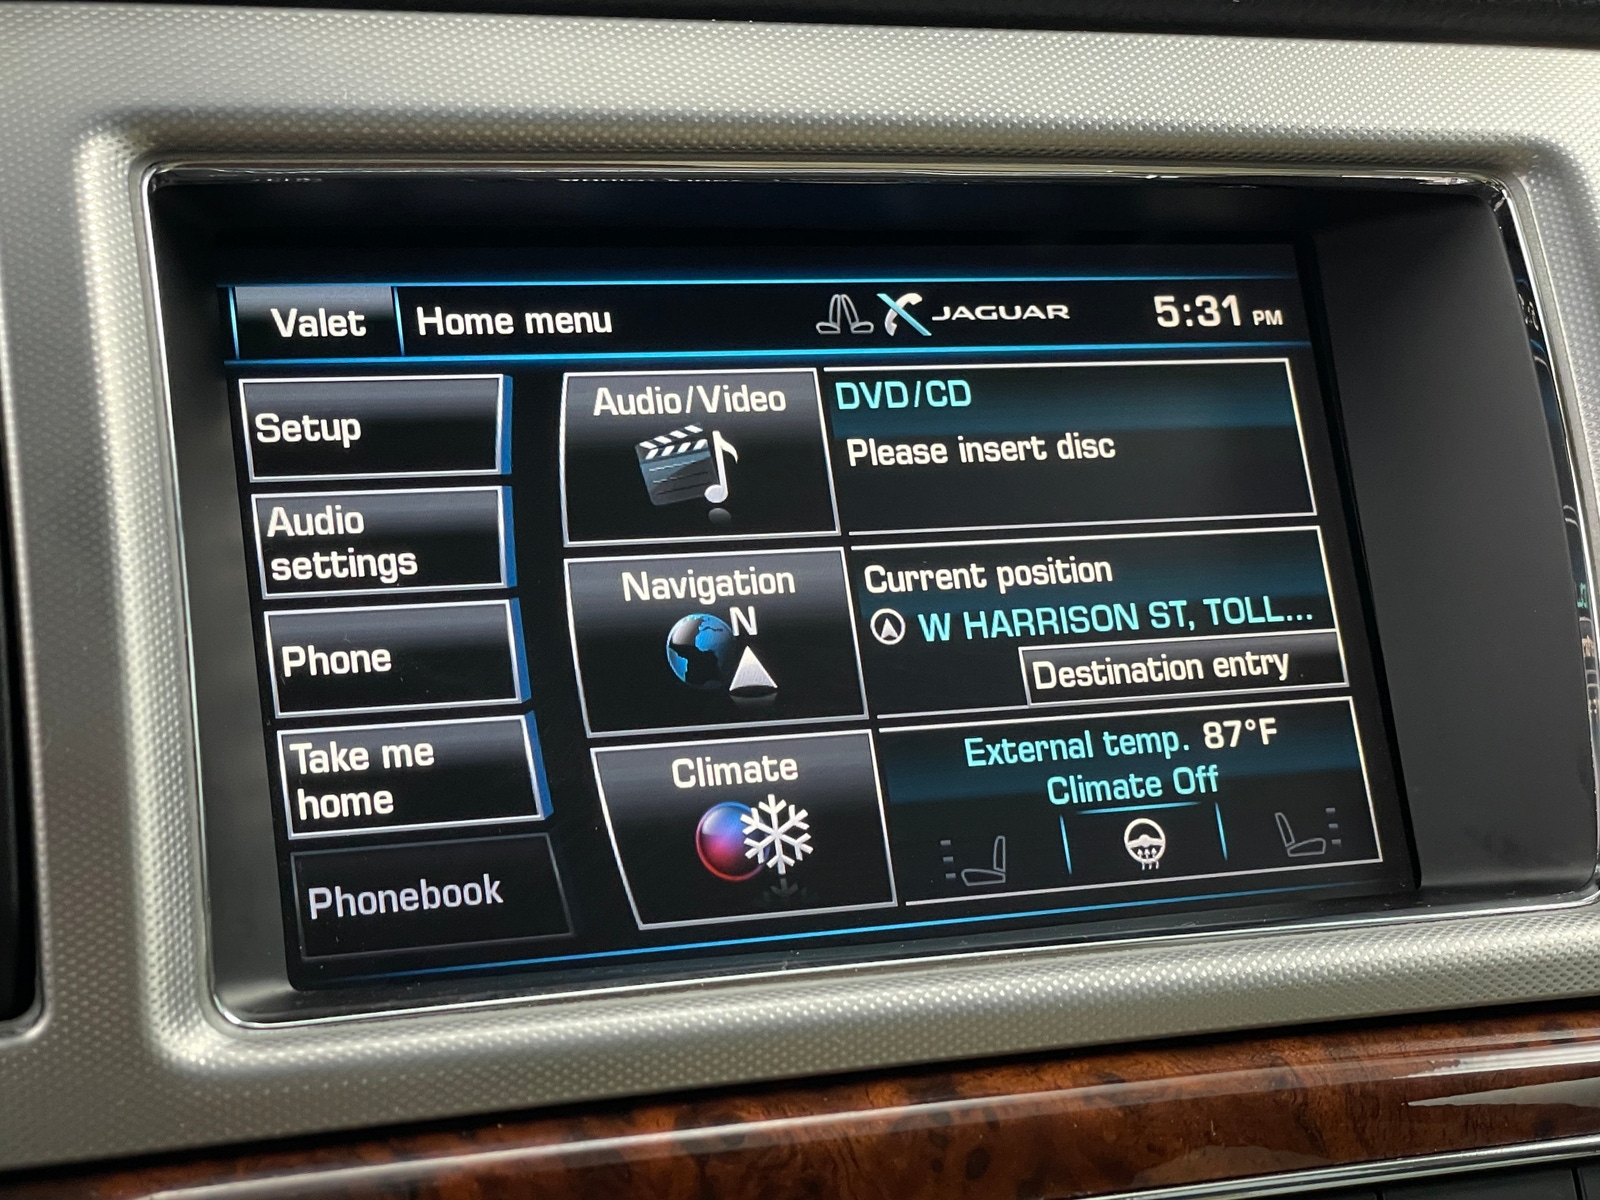 Valet
Home menu
JAGUAR
5:31 PM
Setup
Audio
settings
Phone
Take me
home
Phonebook
Audio/Video
DVD/CD
Please insert disc
Navigation
N
Current position
W HARRISON ST, TOLL...
Destination entry
Climate
External temp. 87°F
Climate Off